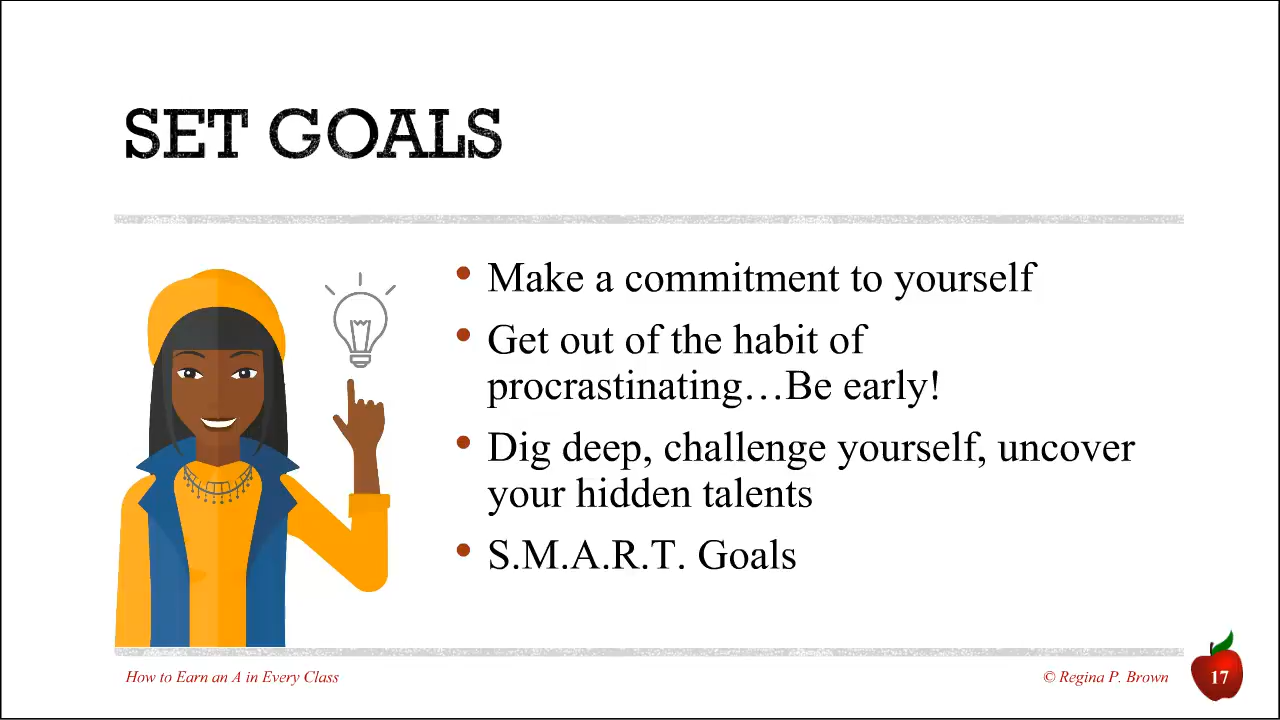 SET GOALS
• Make a commitment to yourself
• Get out of the habit of
procrastinating…Be early!
• Dig deep, challenge yourself, uncover
your hidden talents
• S.M.A.R.T. Goals
How to Earn an A in Every Class
© Regina P. Brown
17